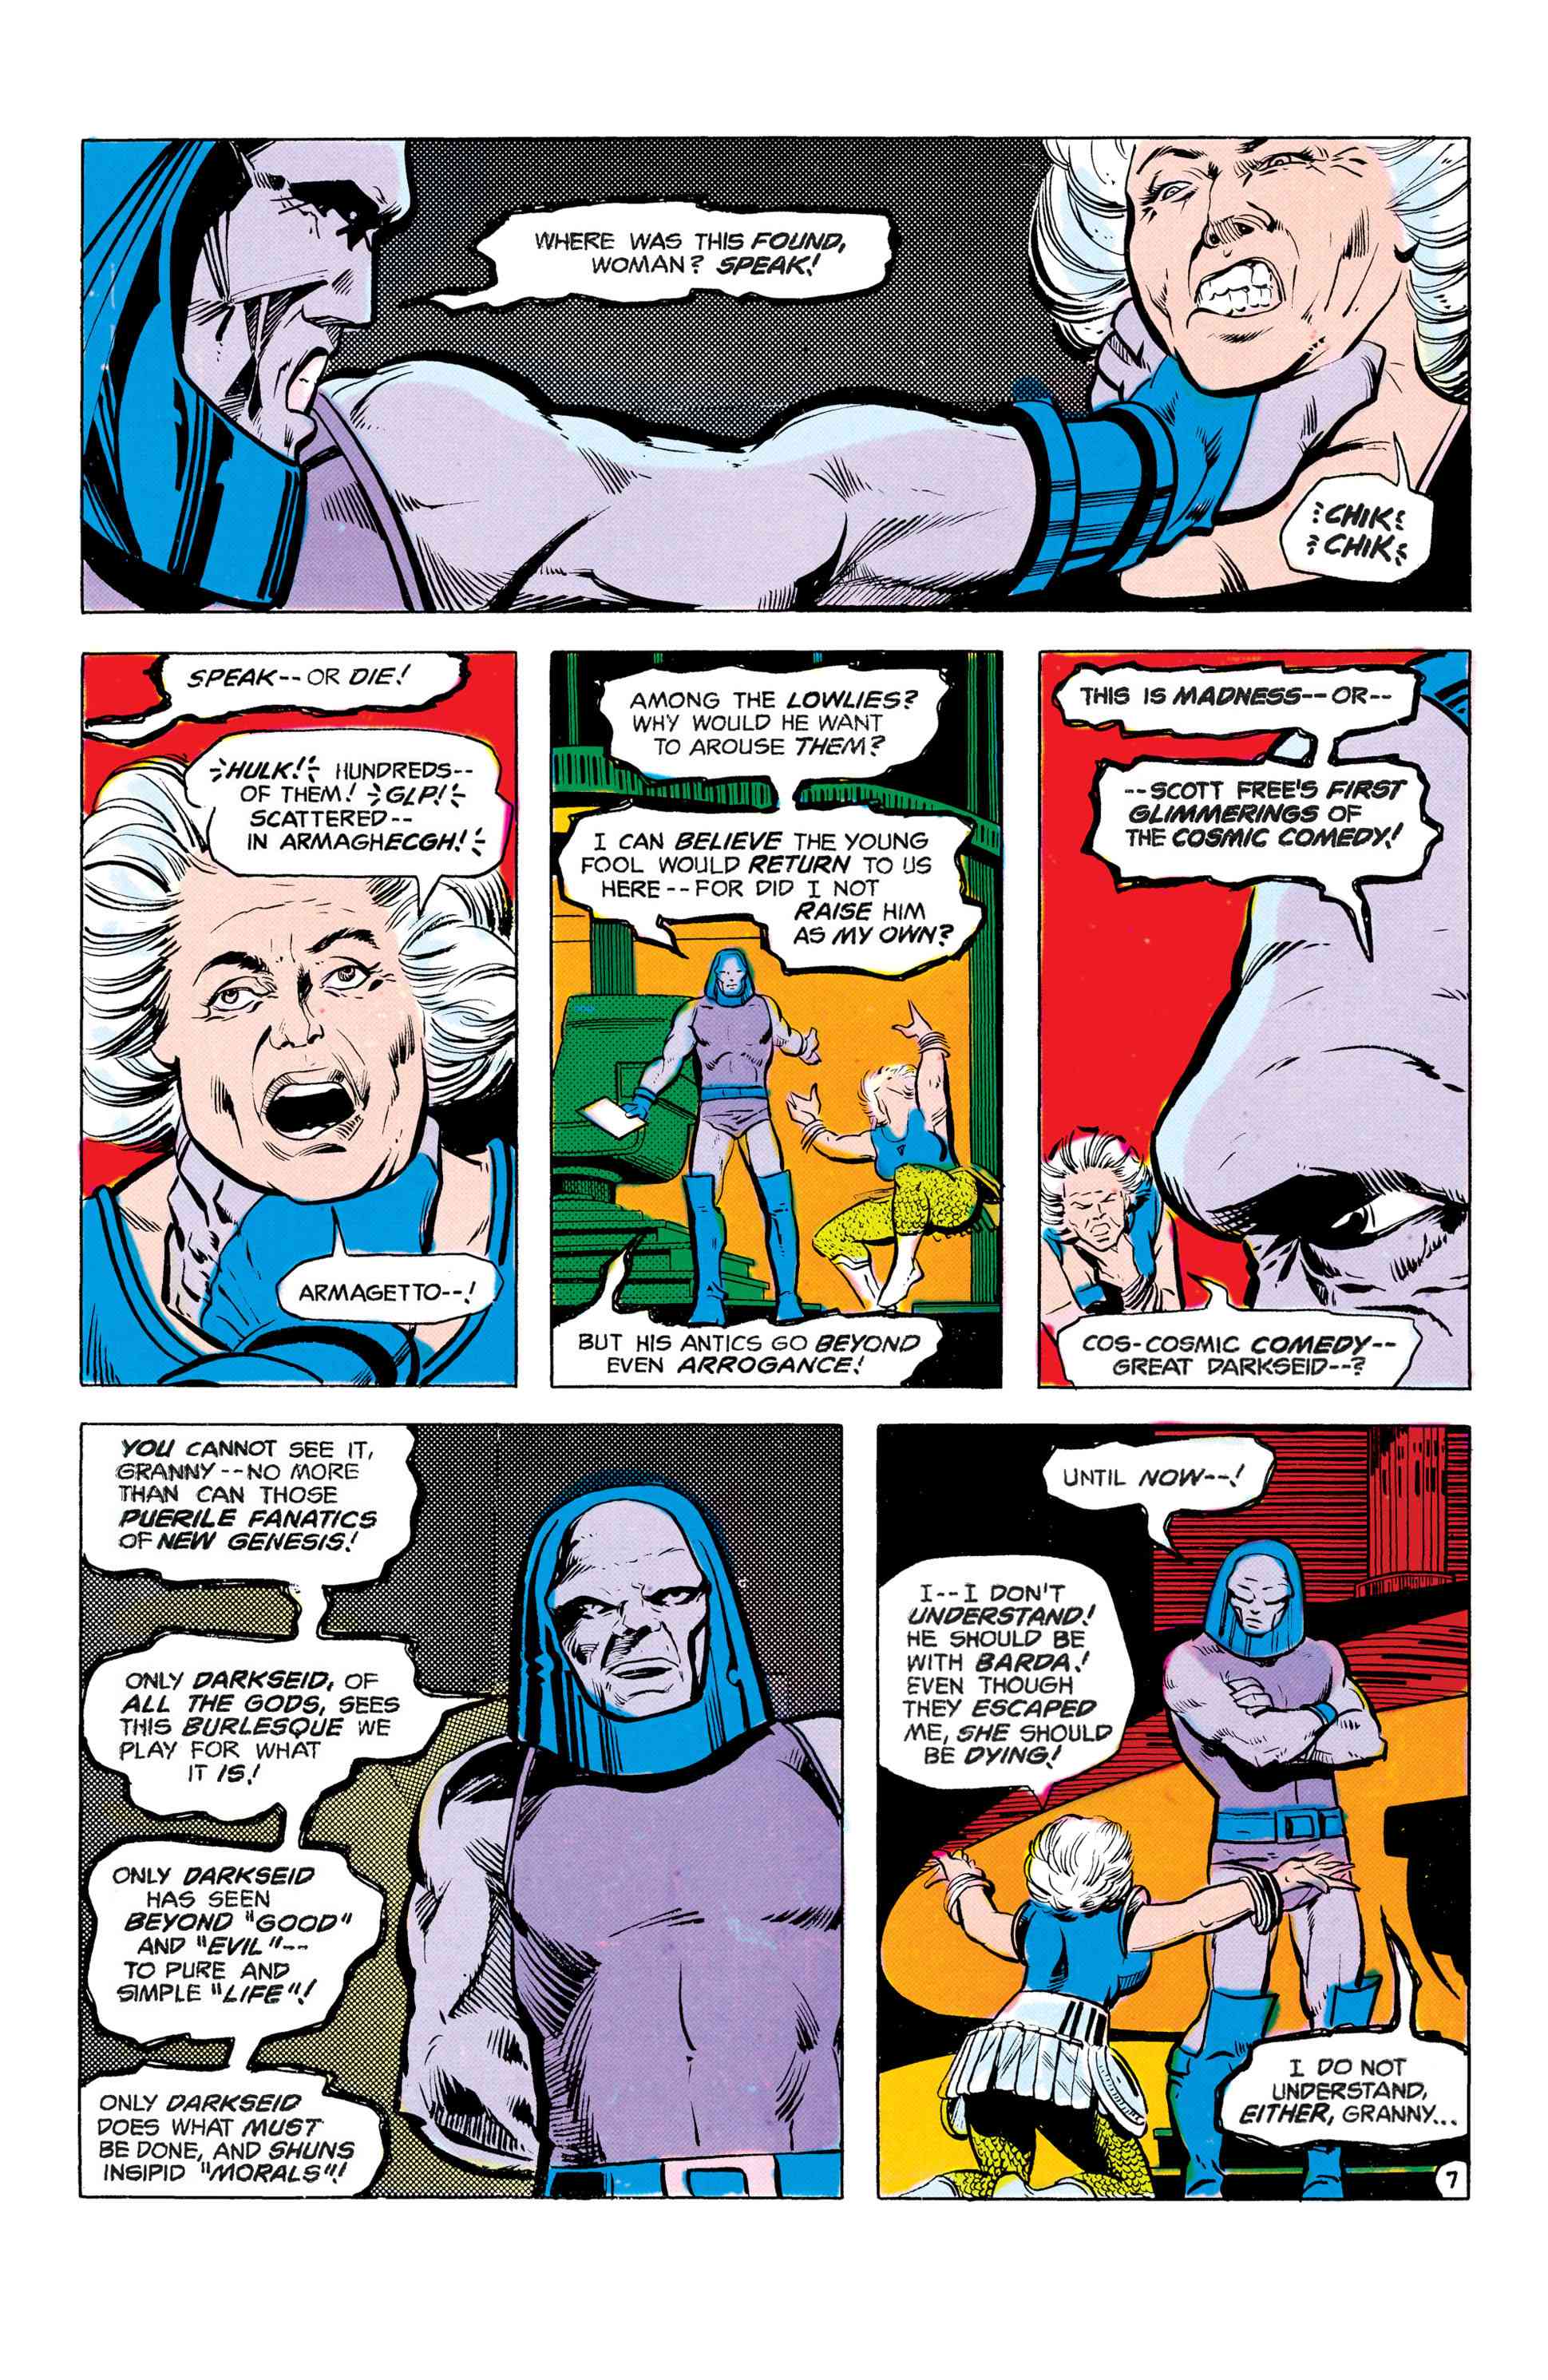 WHERE WAS THIS FOUND,
WOMAN? SPEAK!
CHIK!
CHIK
SPEAK-- OR DIE!
HULK! HUNDREDS--
OF THEM! GLP!
SCATTERED--
IN ARMAGHECGH!
ARMAGETTO--!
AMONG THE LOWLIES?
WHY WOULD HE WANT
TO AROUSE THEM?
I CAN BELIEVE THE YOUNG
FOOL WOULD RETURN TO US
HERE--FOR DID I NOT
RAISE HIM
AS MY OWN?
BUT HIS ANTICS GO BEYOND
EVEN ARROGANCE!
THIS IS MADNESS--OR--
--SCOTT FREE'S FIRST
GLIMMERINGS OF
THE COSMIC COMEDY!
COS-COSMIC COMEDY--
GREAT DARKSEID--?
YOU CANNOT SEE IT,
GRANNY--NO MORE
THAN CAN THOSE
PUERILE FANATICS
OF NEW GENESIS!
ONLY DARKSEID, OF
ALL THE GODS, SEES
THIS BURLESQUE WE
PLAY FOR WHAT
IT IS!
ONLY DARKSEID
HAS SEEN
BEYOND "GOOD"
AND "EVIL"--
TO PURE AND
SIMPLE "LIFE"!
ONLY DARKSEID
DOES WHAT MUST
BE DONE, AND SHUNS
INSIPID "MORALS"!
UNTIL NOW--!
I--I DON'T
UNDERSTAND!
HE SHOULD BE
WITH BARDA!
EVEN THOUGH
THEY ESCAPED
ME, SHE SHOULD
BE DYING!
I DO NOT
UNDERSTAND,
EITHER, GRANNY...
7